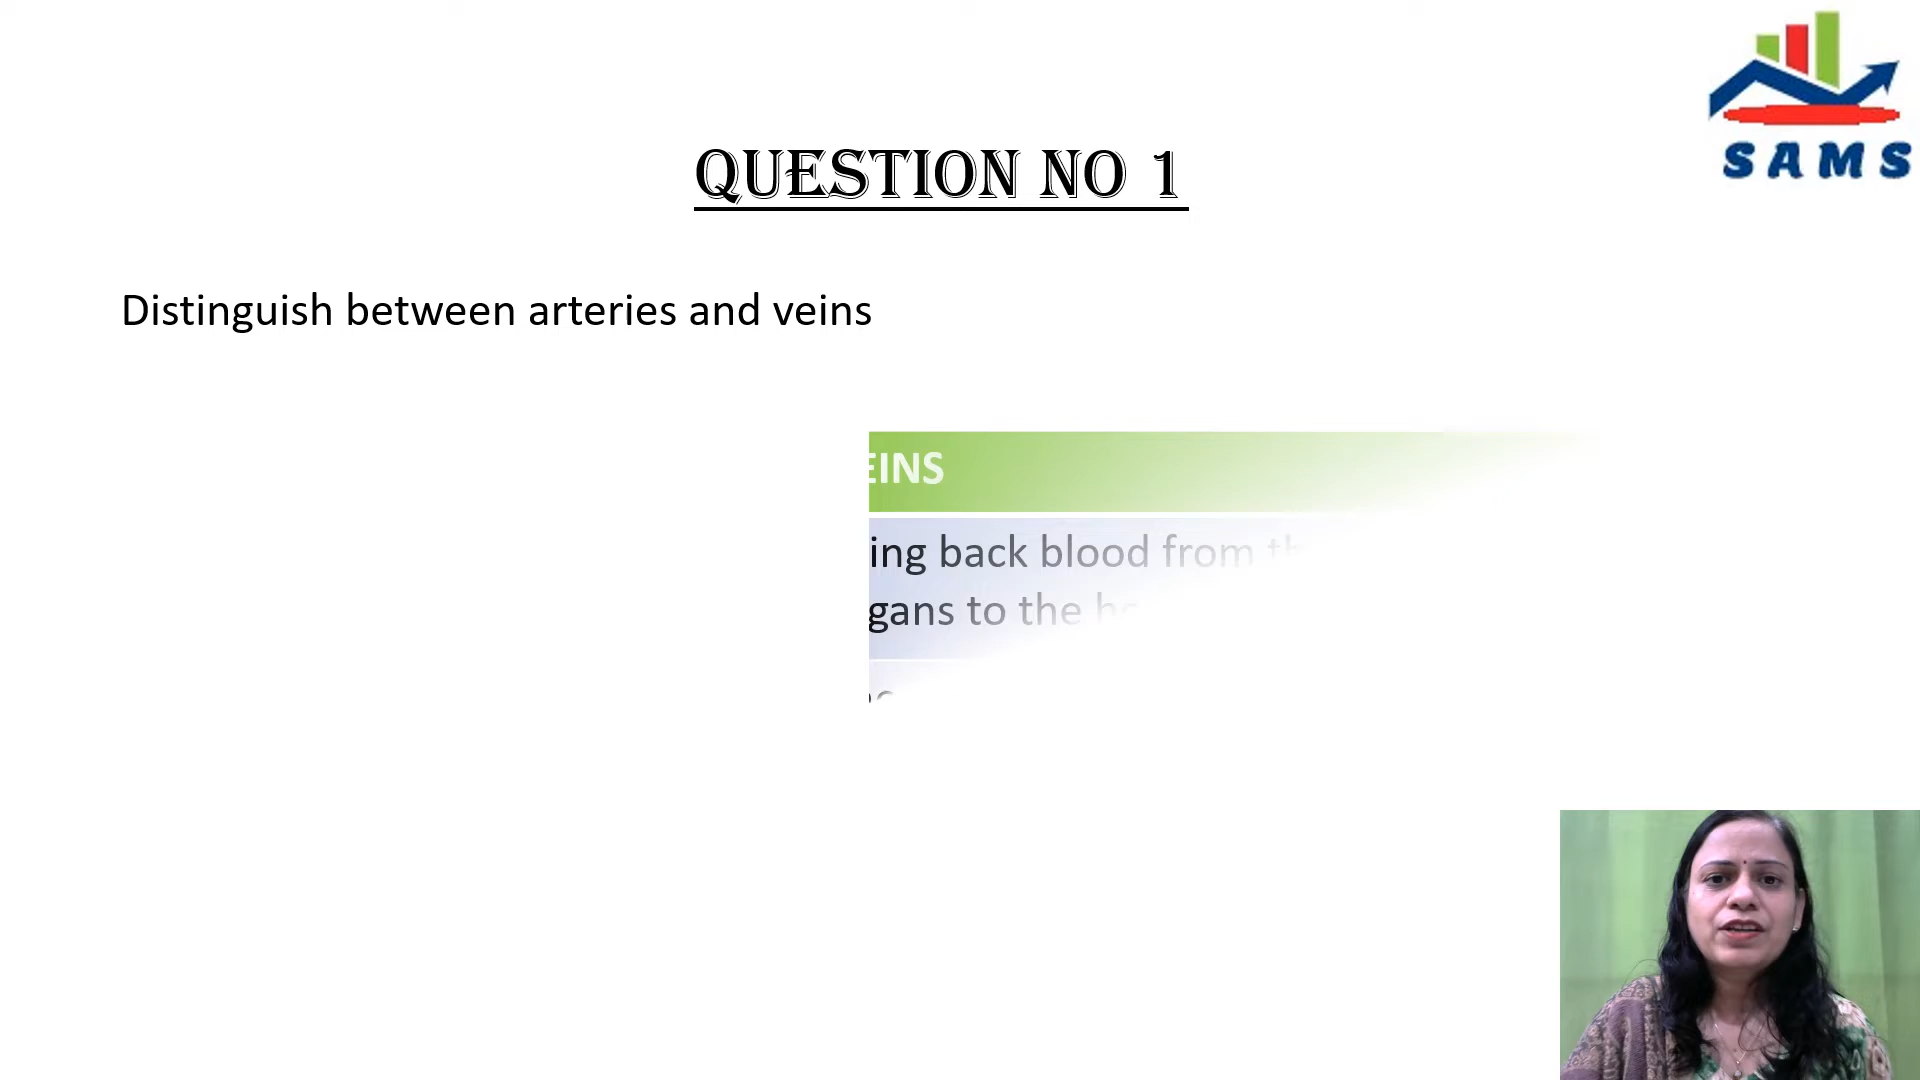 SAMS
QUESTION NO 1
Distinguish between arteries and veins
EINS
ing back blood from
gans to the